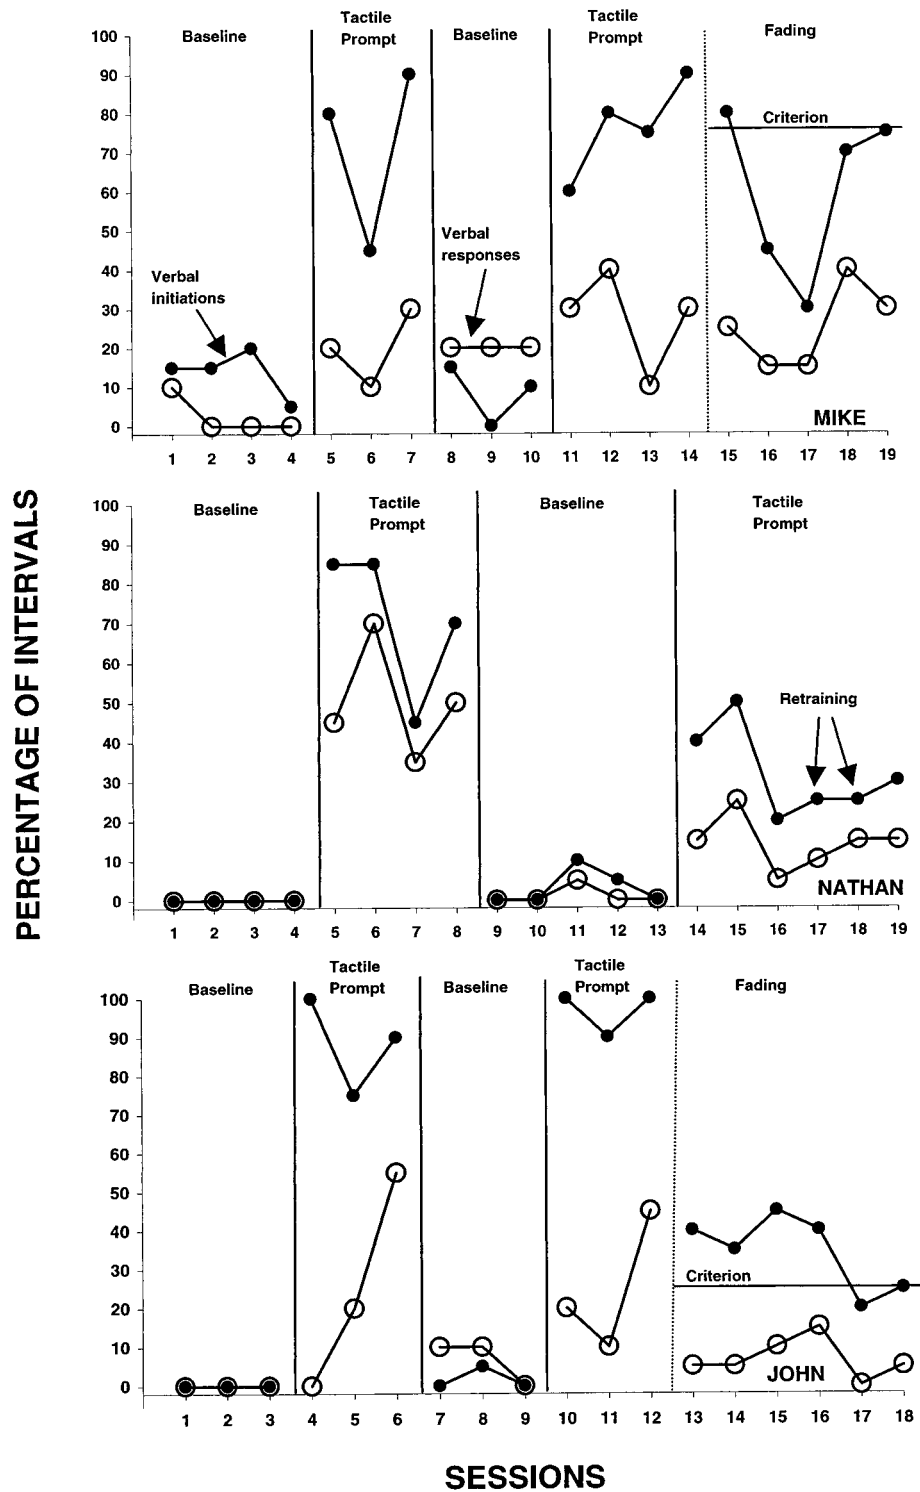 PERCENTAGE OF INTERVALS
Baseline
Tactile
Prompt
Baseline
Tactile
Prompt
Fading
100
90
80
70
60
50
40
30
20
10
0
Verbal
initiations
Verbal
responses
Criterion
MIKE
1 2 3 4 5 6 7 8 9 10 11 12 13 14 15 16 17 18 19
Baseline
Tactile
Prompt
Baseline
Tactile
Prompt
100
90
80
70
60
50
40
30
20
10
0
Retraining
NATHAN
1 2 3 4 5 6 7 8 9 10 11 12 13 14 15 16 17 18 19
Baseline
Tactile
Prompt
Baseline
Tactile
Prompt
Fading
100
90
80
70
60
50
40
30
20
10
0
Criterion
JOHN
1 2 3 4 5 6 7 8 9 10 11 12 13 14 15 16 17 18
SESSIONS